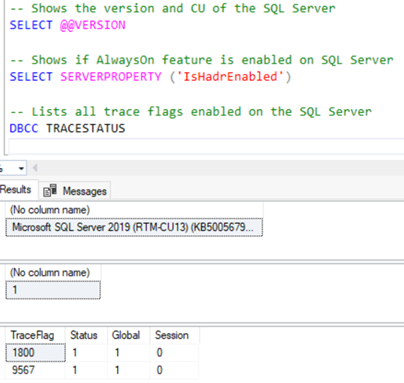 -- Shows the version and CU of the SQL Server
SELECT @@VERSION
-- Shows if AlwaysOn feature is enabled on SQL Server
SELECT SERVERPROPERTY ('IsHadrEnabled')
-- Lists all trace flags enabled on the SQL Server
DBCC TRACESTATUS
%
Results Messages
(No column name)
Microsoft SQL Server 2019 (RTM-CU13) (KB5005679...
(No column name)
1
TraceFlag Status Global Session
1800 1 1 0
9567 1 1 0